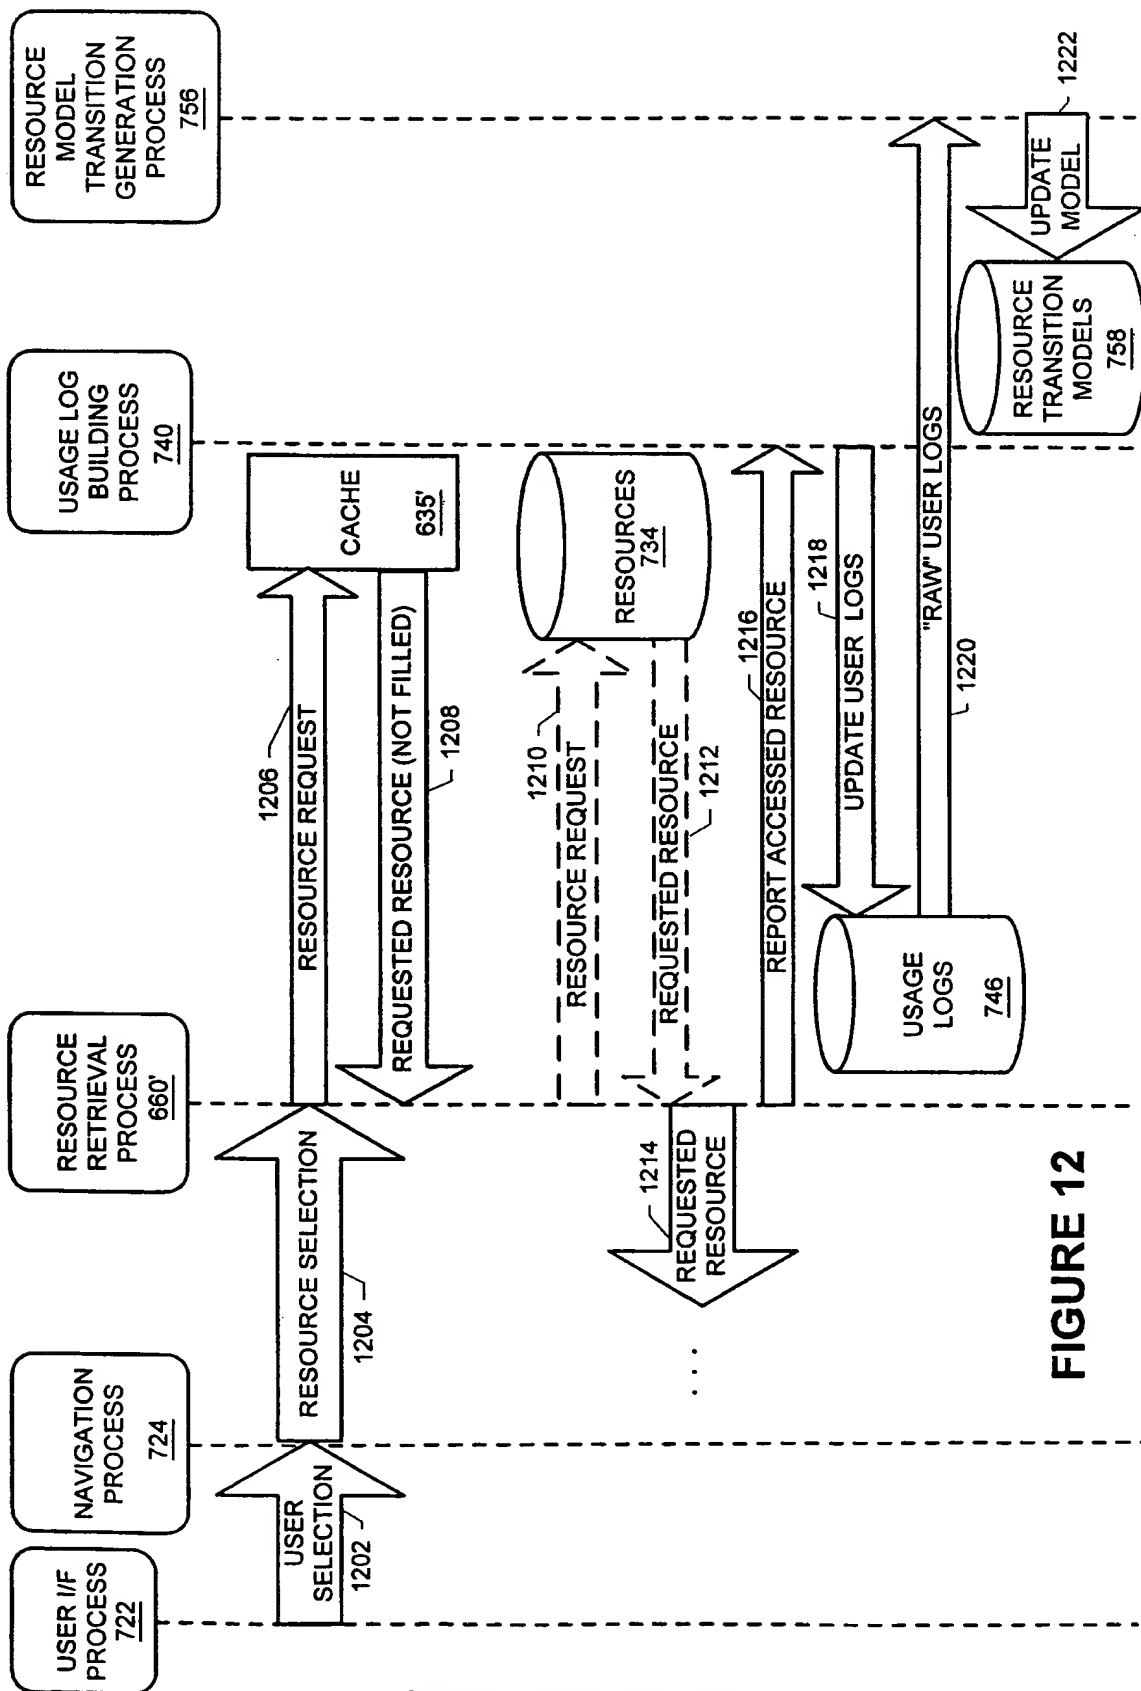 USER I/F
PROCESS
722
NAVIGATION
PROCESS
724
RESOURCE
RETRIEVAL
PROCESS
660'
USAGE LOG
BUILDING
PROCESS
740
RESOURCE
MODEL
TRANSITION
GENERATION
PROCESS
756
USER
SELECTION
1202
RESOURCE SELECTION
1204
1206
RESOURCE REQUEST
CACHE
635'
REQUESTED RESOURCE (NOT FILLED)
1208
1210
RESOURCE REQUEST
RESOURCES
734
REQUESTED RESOURCE
1212
1214
REQUESTED
RESOURCE
. . .
1216
REPORT ACCESSED RESOURCE
1218
UPDATE USER LOGS
USAGE
LOGS
746
"RAW" USER LOGS
1220
1222
UPDATE
MODEL
RESOURCE
TRANSITION
MODELS
758
FIGURE 12